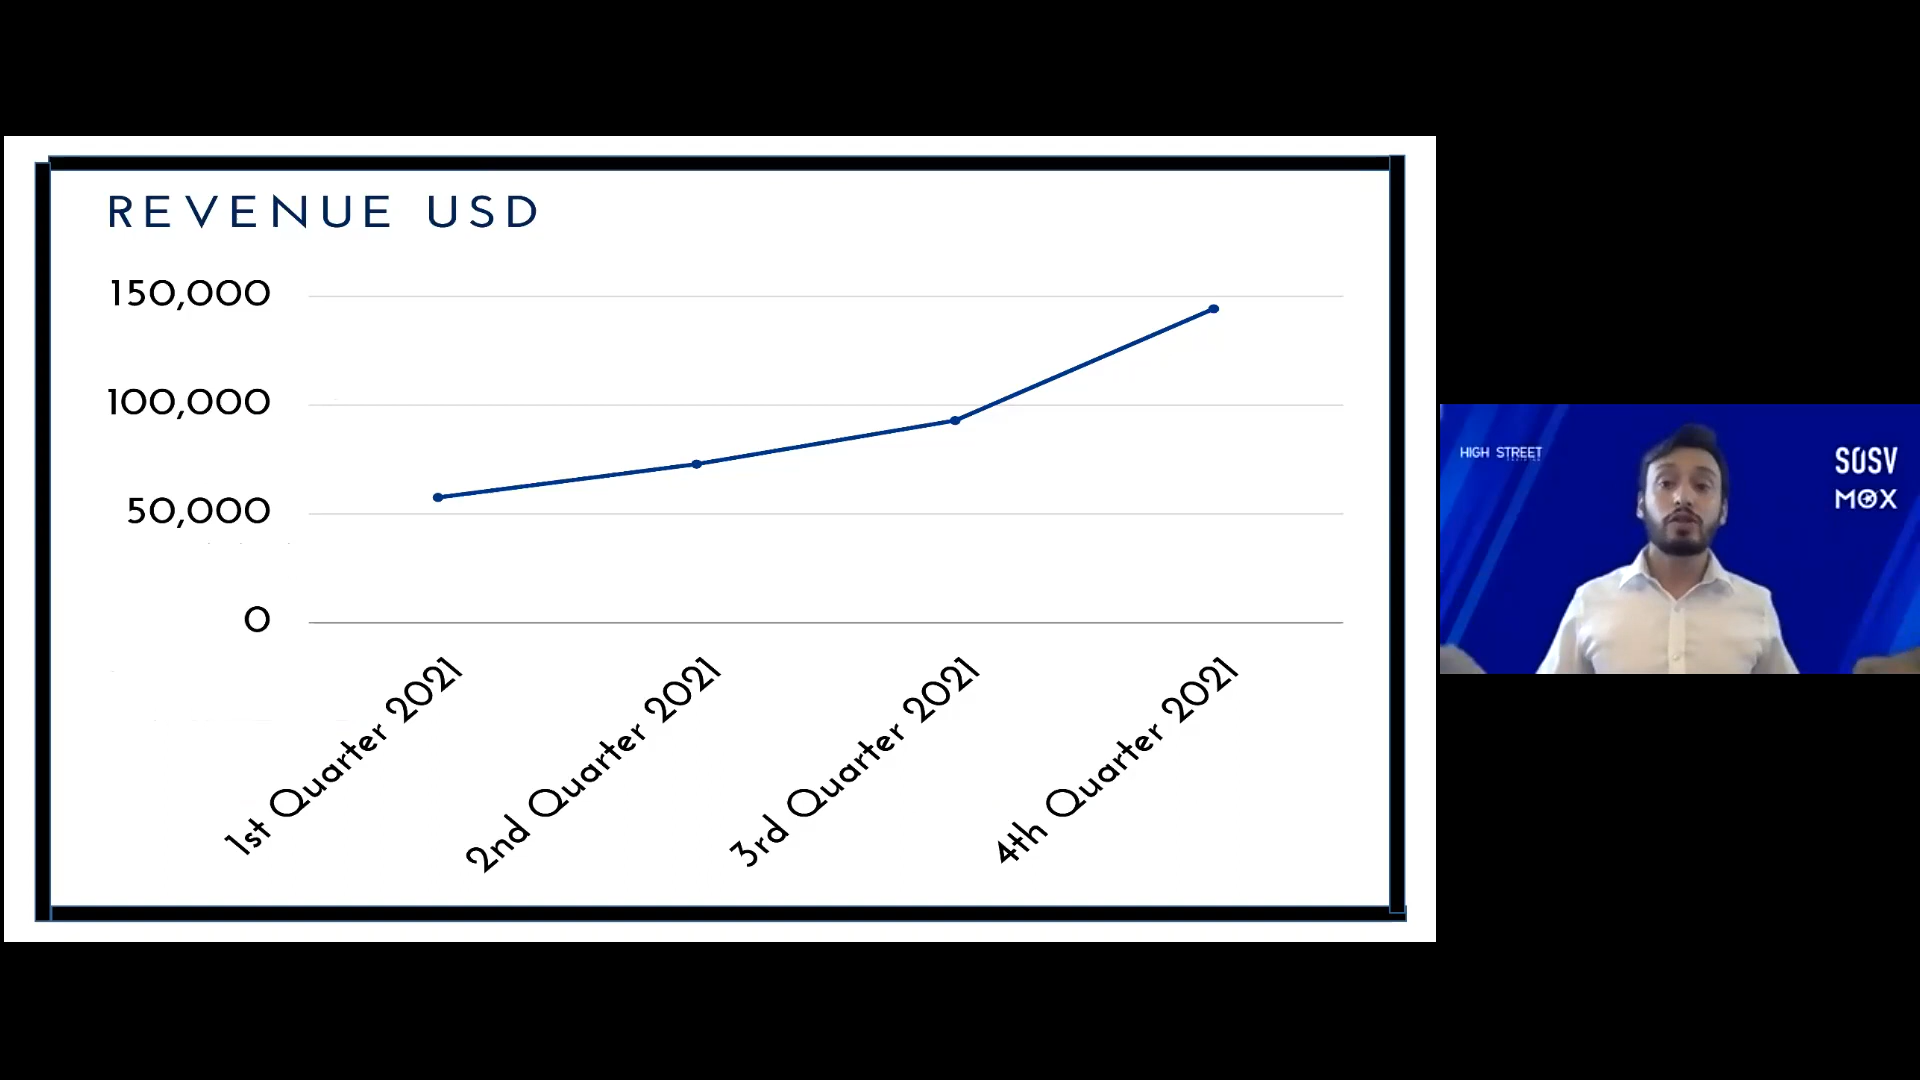 REVENUE USD
150,000
100,000
50,000
0
1st Quarter 2021
2nd Quarter 2021
3rd Quarter 2021
4th Quarter 2021
HIGH STREET
SOSV
MOX